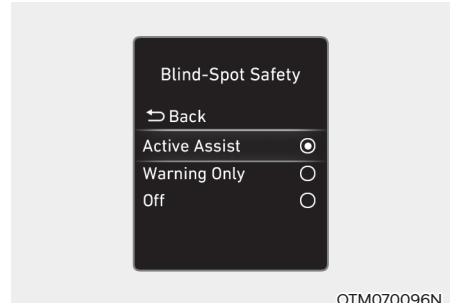 Blind-Spot Safety
Back
Active Assist
Warning Only
Off
OTM070096N